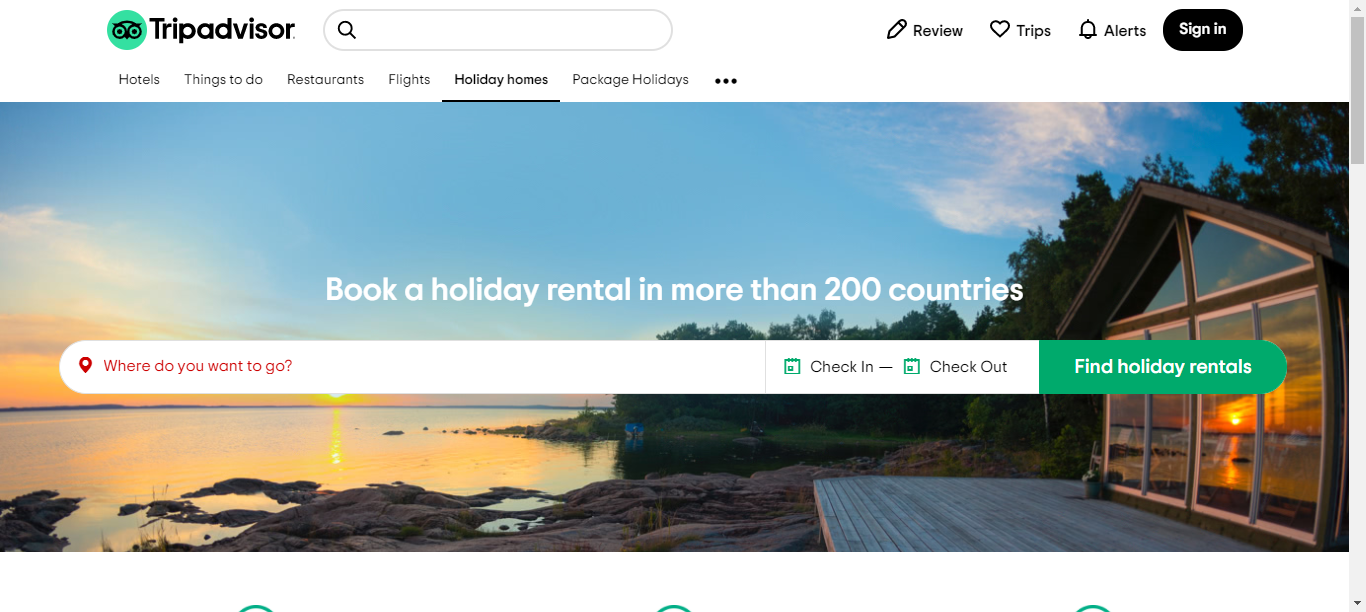 Tripadvisor
Review
Trips
Alerts
Sign in
Hotels
Things to do
Restaurants
Flights
Holiday homes
Package Holidays
Book a holiday rental in more than 200 countries
Where do you want to go?
Check In — Check Out
Find holiday rentals